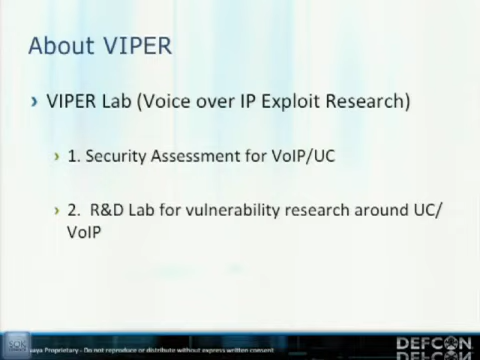 About VIPER
› VIPER Lab (Voice over IP Exploit Research)
› 1. Security Assessment for VoIP/UC
› 2. R&D Lab for vulnerability research around UC/
VoIP
Proprietary - Do not reproduce or distribute without express written consent
DEFCON